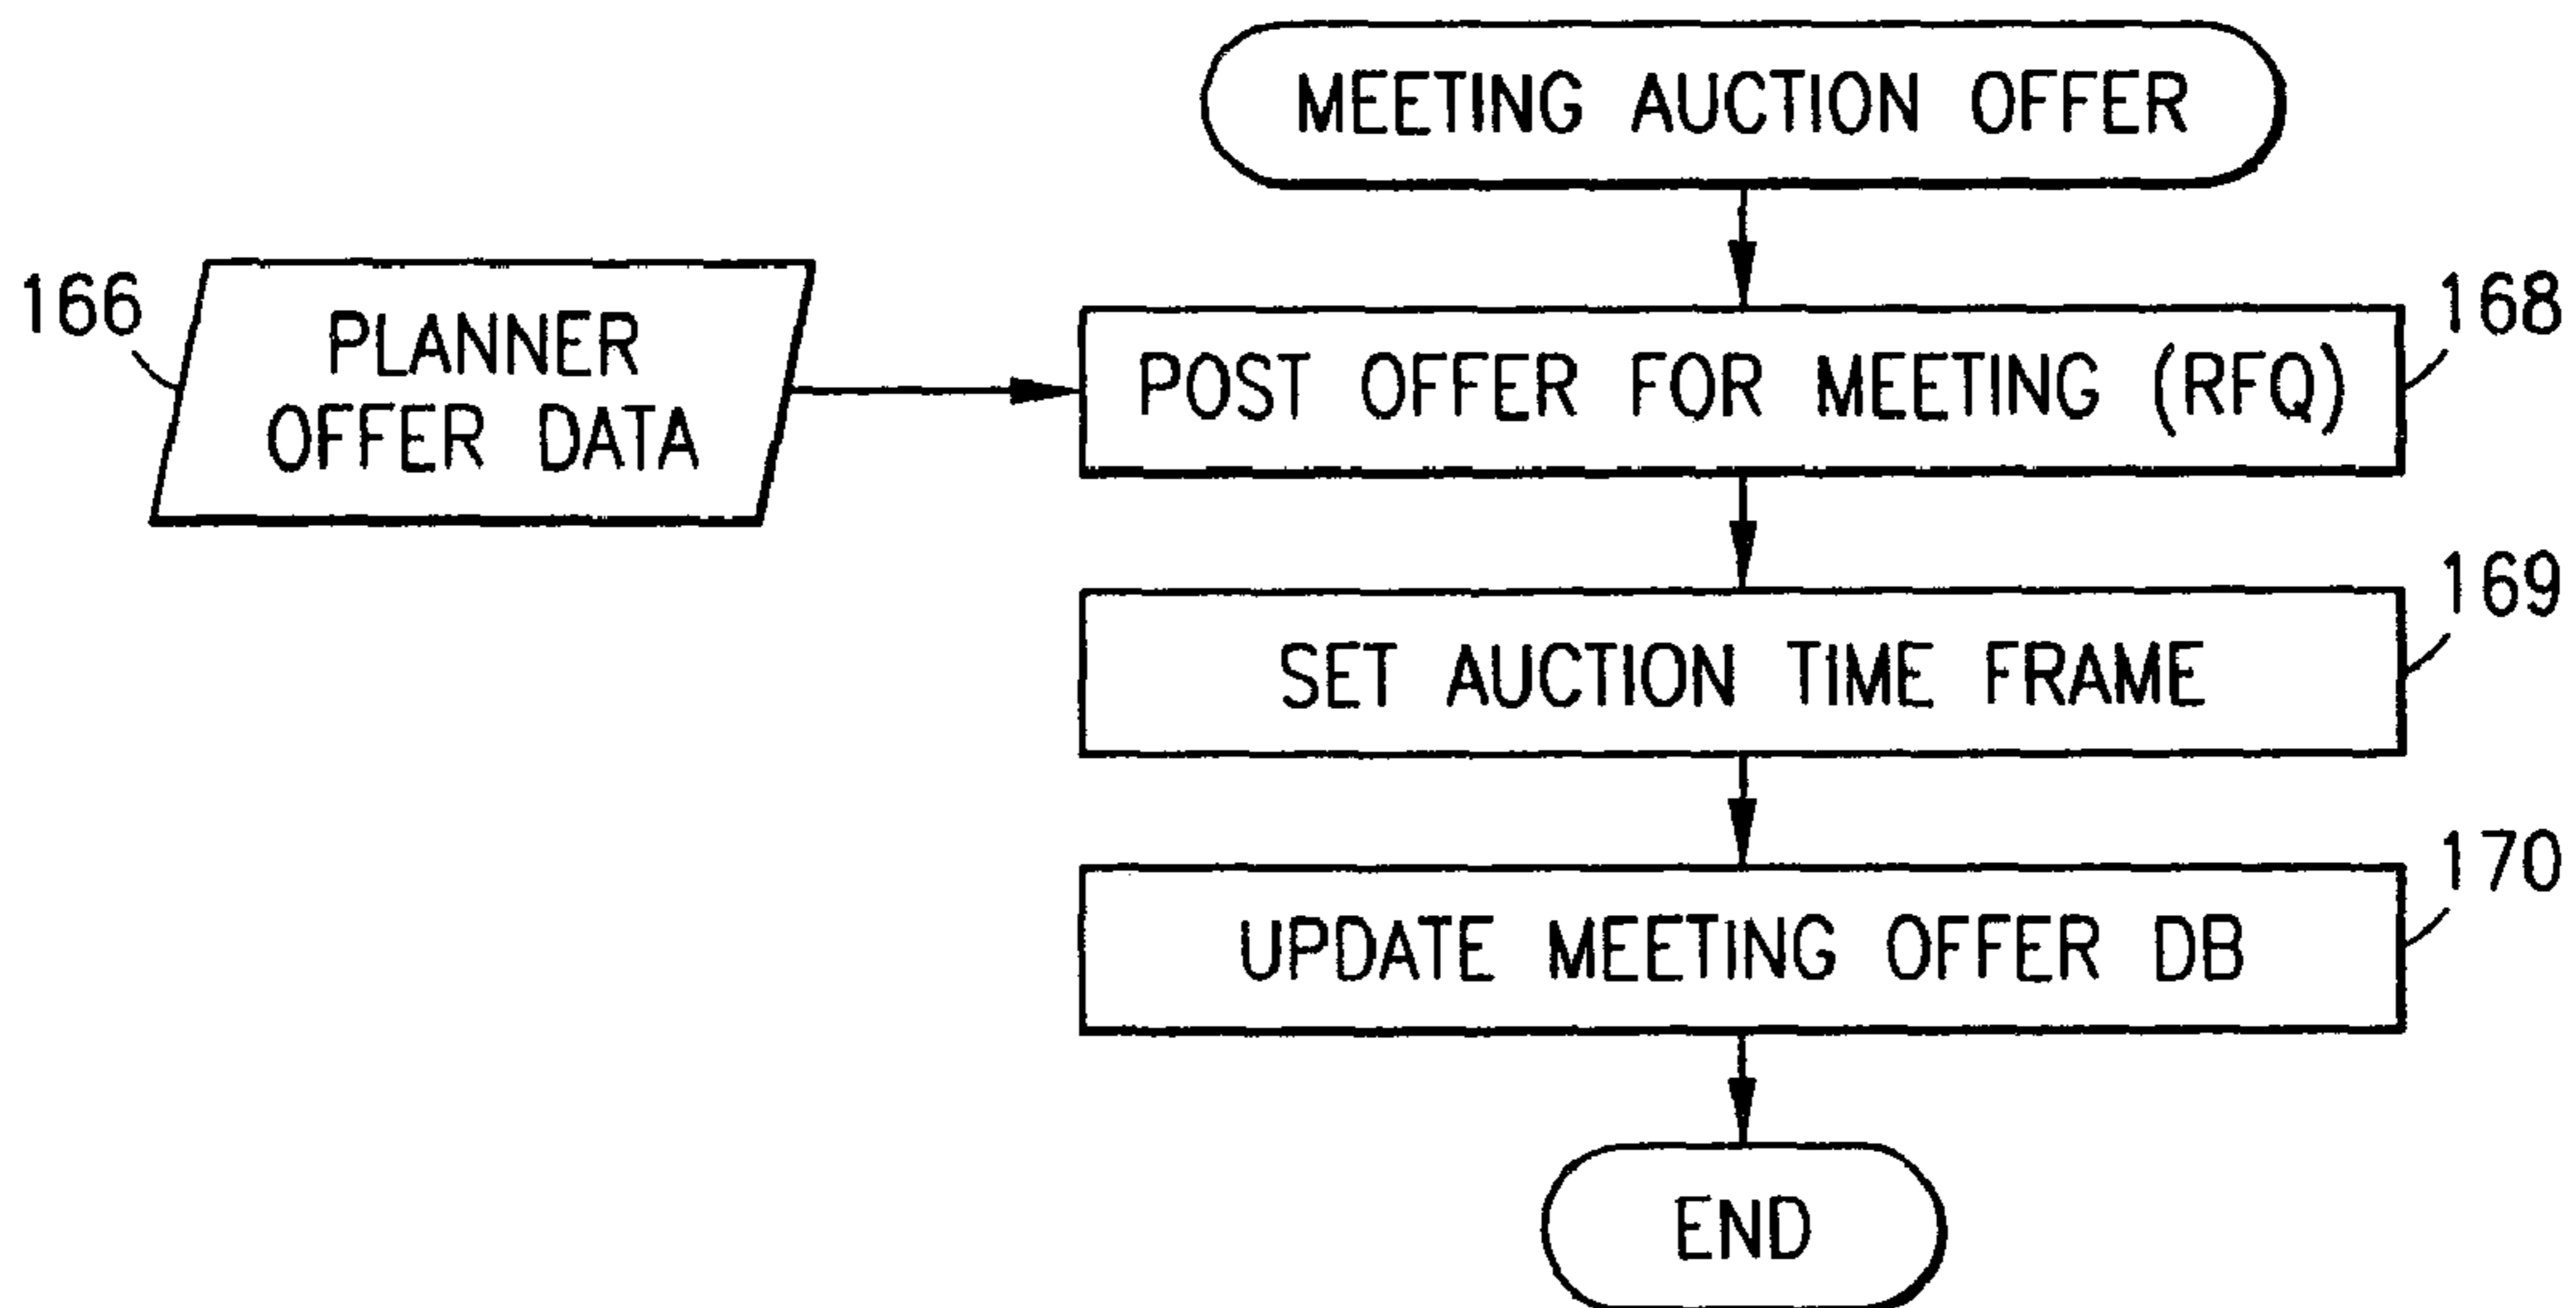 MEETING AUCTION OFFER
166
PLANNER
OFFER DATA
POST OFFER FOR MEETING (RFQ)
168
SET AUCTION TIME FRAME
169
UPDATE MEETING OFFER DB
170
END